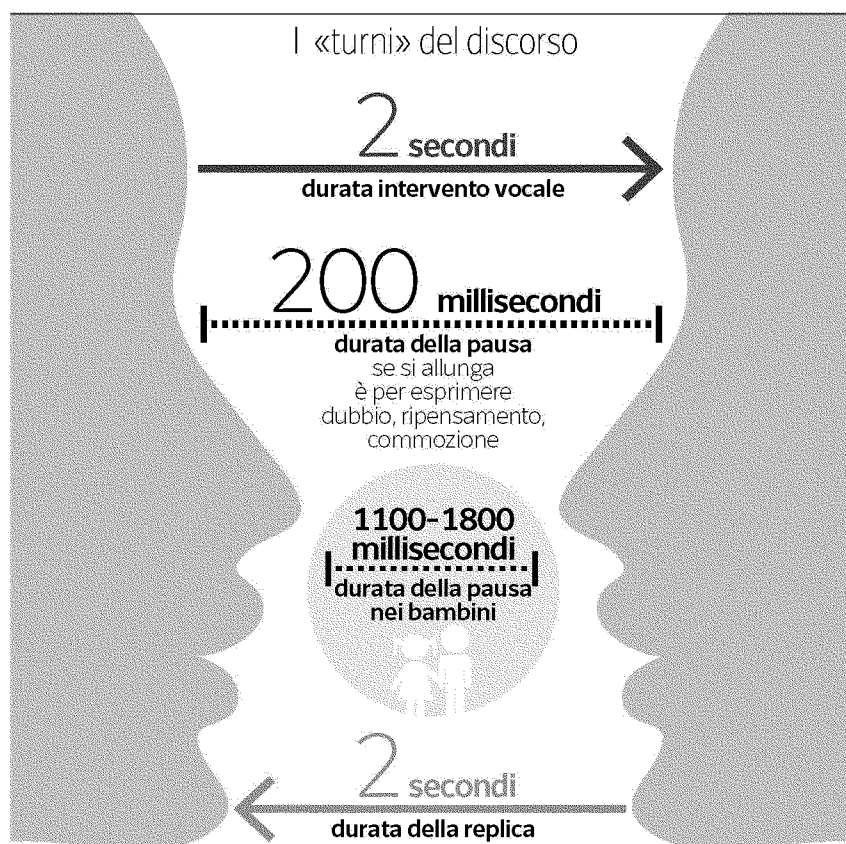 I «turni» del discorso
2 secondi
durata intervento vocale
200 millisecondi
durata della pausa
se si allunga
è per esprimere
dubbio, ripensamento,
commozione
1100-1800
millisecondi
durata della pausa
nei bambini
2 secondi
durata della replica